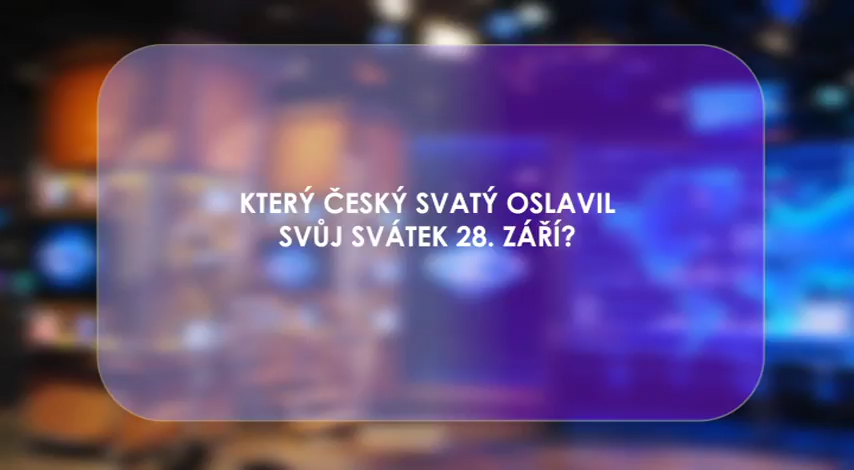 KTERÝ ČESKÝ SVATÝ OSLAVIL
SVŮJ SVÁTEK 28. ZÁŘÍ?